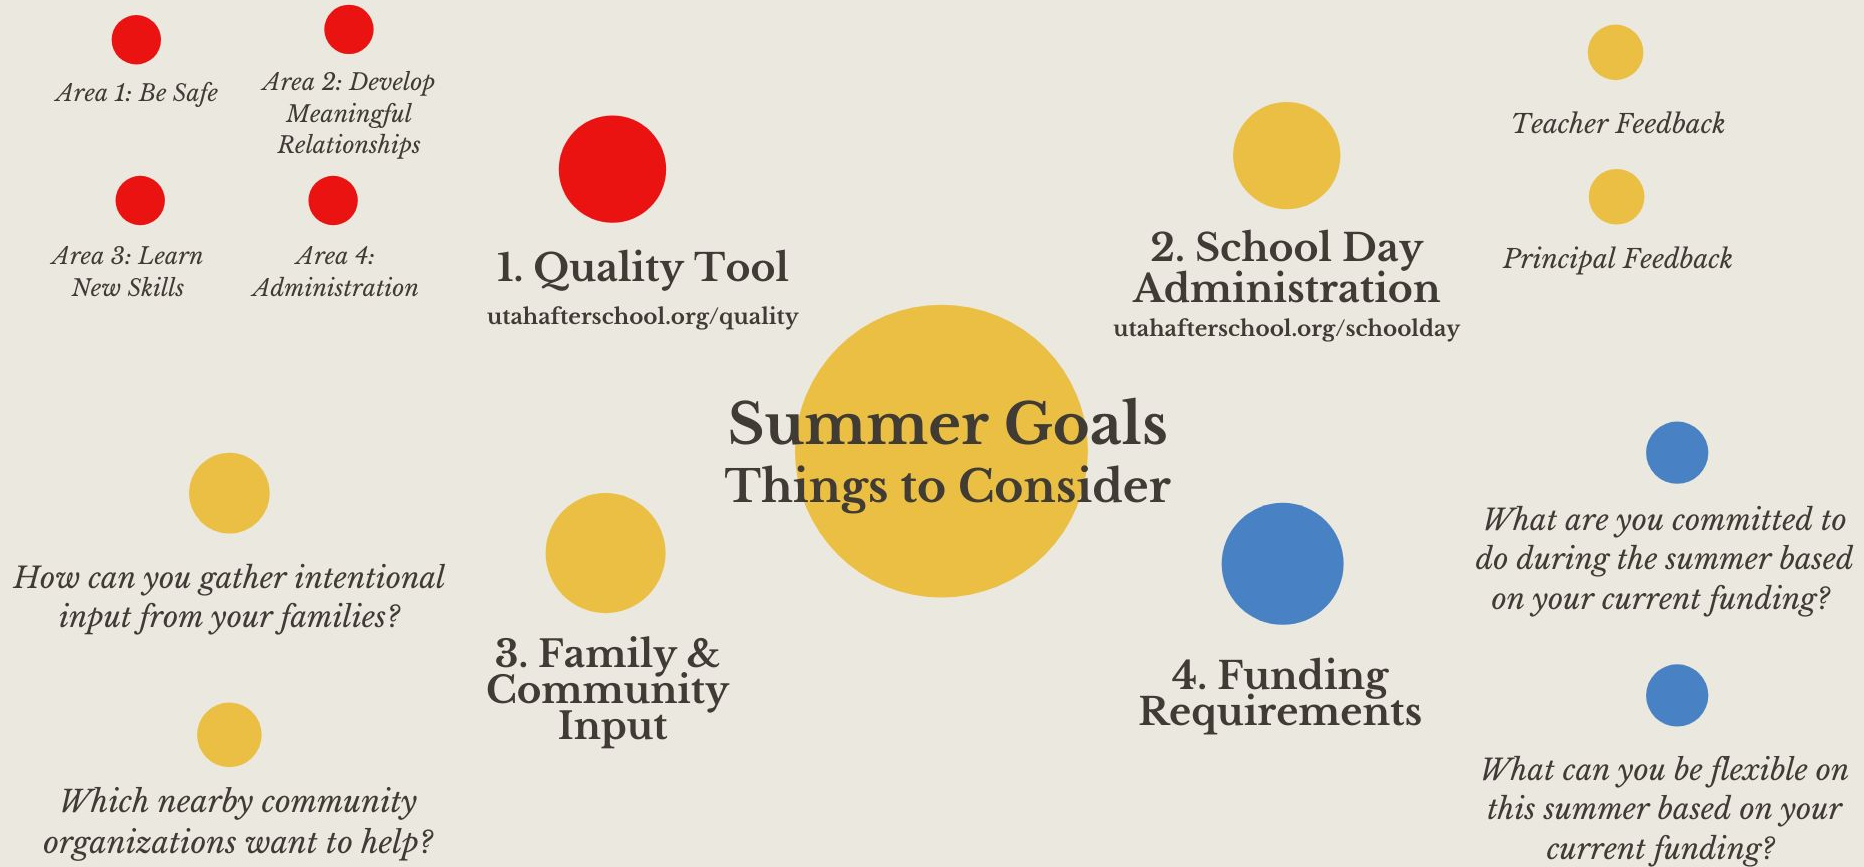 Area 1: Be Safe
Area 2: Develop
Meaningful
Relationships
Area 3: Learn
New Skills
Area 4:
Administration
1. Quality Tool
utahafterschool.org/quality
2. School Day
Administration
utahafterschool.org/schoolday
Teacher Feedback
Principal Feedback
Summer Goals
Things to Consider
How can you gather intentional
input from your families?
Which nearby community
organizations want to help?
3. Family &
Community
Input
4. Funding
Requirements
What are you committed to
do during the summer based
on your current funding?
What can you be flexible on
this summer based on your
current funding?